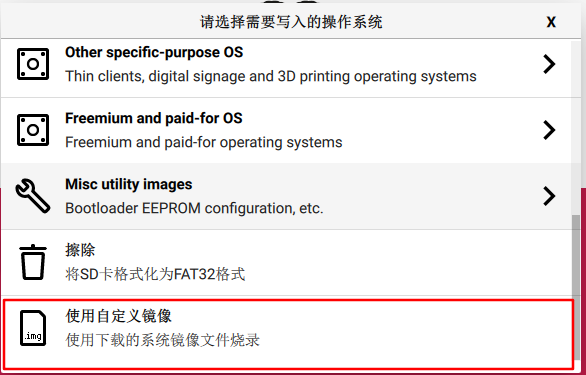 请选择需要写入的操作系统
X
Other specific-purpose OS
Thin clients, digital signage and 3D printing operating systems
Freemium and paid-for OS
Freemium and paid-for operating systems
Misc utility images
Bootloader EEPROM configuration, etc.
擦除
将SD卡格式化为FAT32格式
.img
使用自定义镜像
使用下载的系统镜像文件烧录